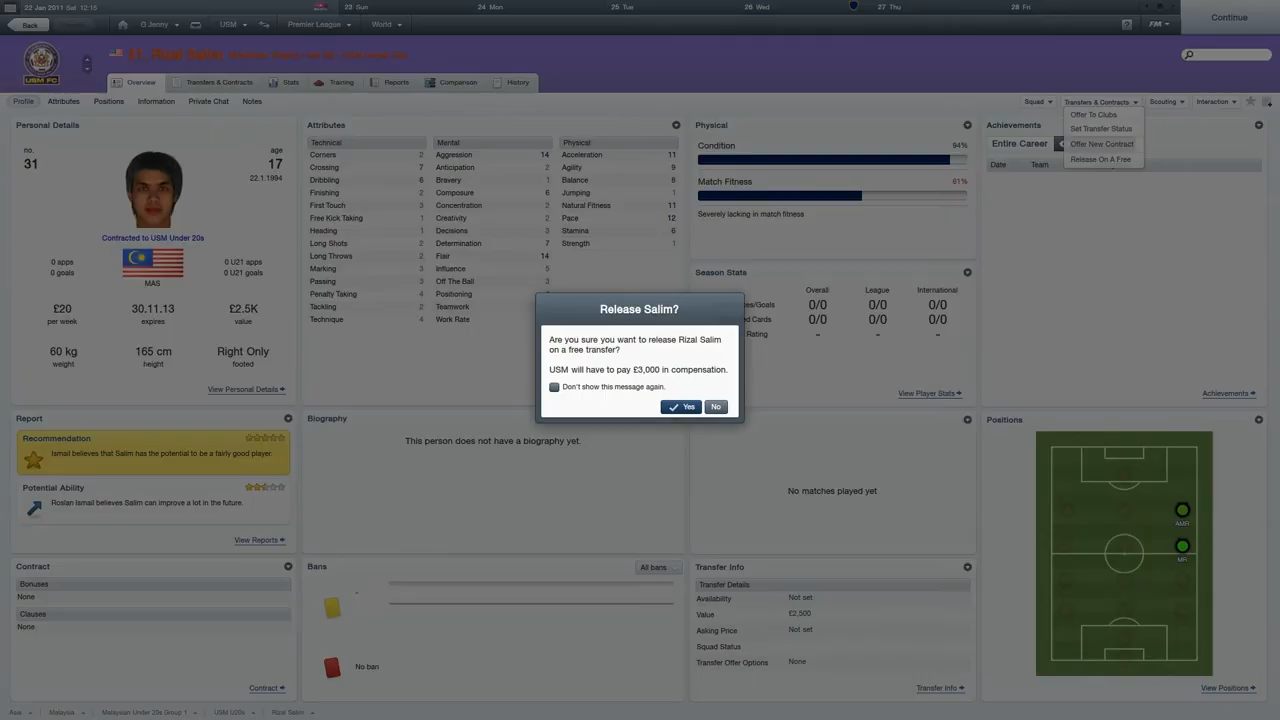 22 Jan 2011 Sat 12:15
23 Sun
24 Mon
25 Tue
26 Wed
27 Thu
28 Fri
Back
G Jenny
USM
Premier League
World
FM
Continue
USM FC
31. Rizal Salim
Overview
Transfers & Contracts
Stats
Training
Reports
Comparison
History
Profile
Attributes
Positions
Information
Private Chat
Notes
Squad
Transfers & Contracts
Scouting
Interaction
Offer To Clubs
Set Transfer Status
Offer New Contract
Release On A Free
Personal Details
no.
31
age
17
22.1.1994
Contracted to USM Under 20s
0 apps
0 goals
MAS
0 U21 apps
0 U21 goals
£20
per week
30.11.13
expires
£2.5K
value
60 kg
weight
165 cm
height
Right Only
footed
View Personal Details
Attributes
Technical
Corners 2
Crossing 7
Dribbling 6
Finishing 2
First Touch 3
Free Kick Taking 1
Heading 1
Long Shots 2
Long Throws 2
Marking 3
Passing 3
Penalty Taking 4
Tackling 2
Technique 4
Mental
Aggression 14
Anticipation 2
Bravery 1
Composure 6
Concentration 2
Creativity 2
Decisions 3
Determination 7
Flair 14
Influence 5
Off The Ball 3
Positioning
Teamwork
Work Rate
Physical
Acceleration 11
Agility 9
Balance 8
Jumping 1
Natural Fitness 11
Pace 12
Stamina 6
Strength 1
Physical
Condition 94%
Match Fitness 61%
Severely lacking in match fitness
Season Stats
Overall
League
International
es/Goals 0/0 0/0 0/0
d Cards 0/0 0/0 0/0
Rating - - -
View Player Stats
Achievements
Entire Career
Date
Team
Achievements
Release Salim?
Are you sure you want to release Rizal Salim
on a free transfer?
USM will have to pay £3,000 in compensation.
Don't show this message again.
Yes
No
Report
Recommendation
Ismail believes that Salim has the potential to be a fairly good player.
Potential Ability
Roslan Ismail believes Salim can improve a lot in the future.
View Reports
Biography
This person does not have a biography yet.
No matches played yet
Positions
AMR
MR
View Positions
Contract
Bonuses
None
Clauses
None
Contract
Bans
All bans
No ban
Transfer Info
Transfer Details
Availability Not set
Value £2,500
Asking Price Not set
Squad Status
Transfer Offer Options None
Transfer Info
Asia
Malaysia
Malaysian Under 20s Group 1
USM U20s
Rizal Salim